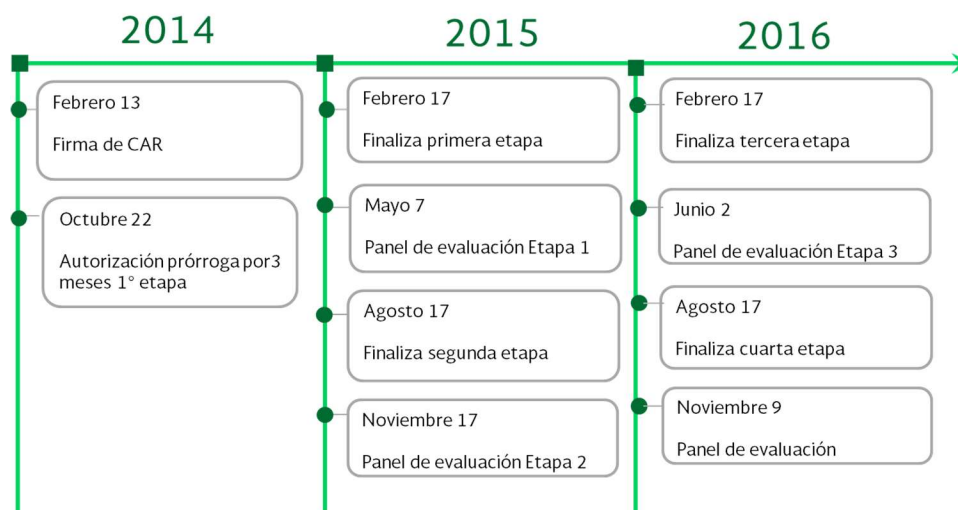 2014
Febrero 13
Firma de CAR
Octubre 22
Autorización prórroga por3
meses 1° etapa
2015
Febrero 17
Finaliza primera etapa
Mayo 7
Panel de evaluación Etapa 1
Agosto 17
Finaliza segunda etapa
Noviembre 17
Panel de evaluación Etapa 2
2016
Febrero 17
Finaliza tercera etapa
Junio 2
Panel de evaluación Etapa 3
Agosto 17
Finaliza cuarta etapa
Noviembre 9
Panel de evaluación